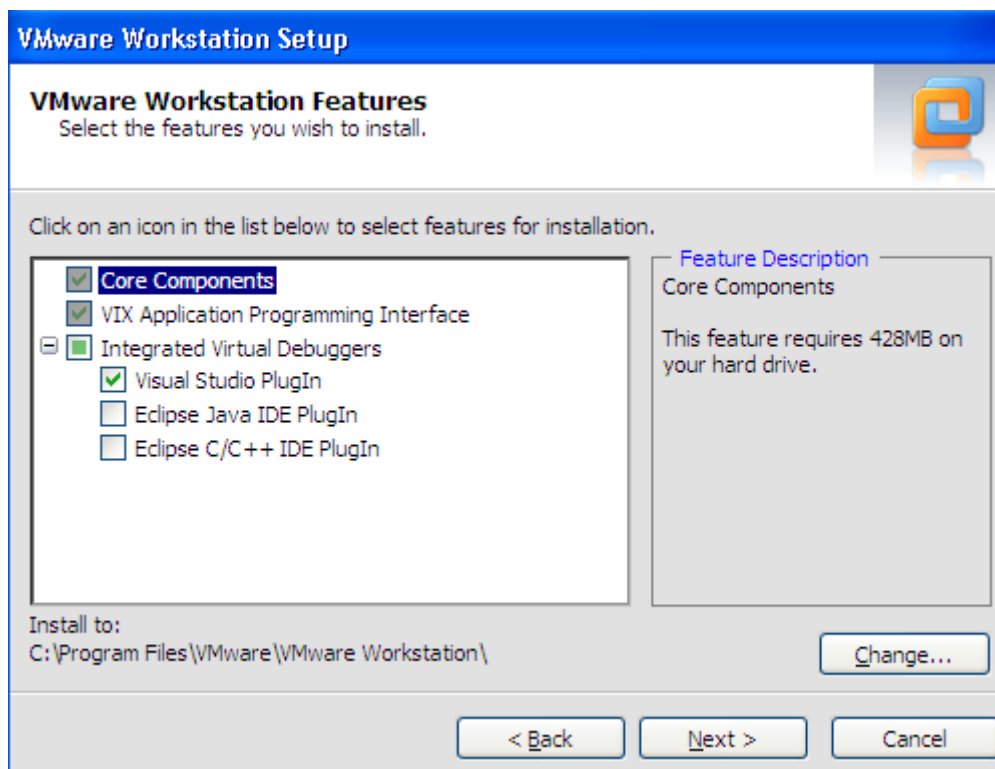 VMware Workstation Setup
VMware Workstation Features
Select the features you wish to install.
Click on an icon in the list below to select features for installation.
Core Components
VIX Application Programming Interface
Integrated Virtual Debuggers
Visual Studio PlugIn
Eclipse Java IDE PlugIn
Eclipse C/C++ IDE PlugIn
Feature Description
Core Components
This feature requires 428MB on
your hard drive.
Install to:
C:\Program Files\VMware\VMware Workstation\
Change...
< Back
Next >
Cancel